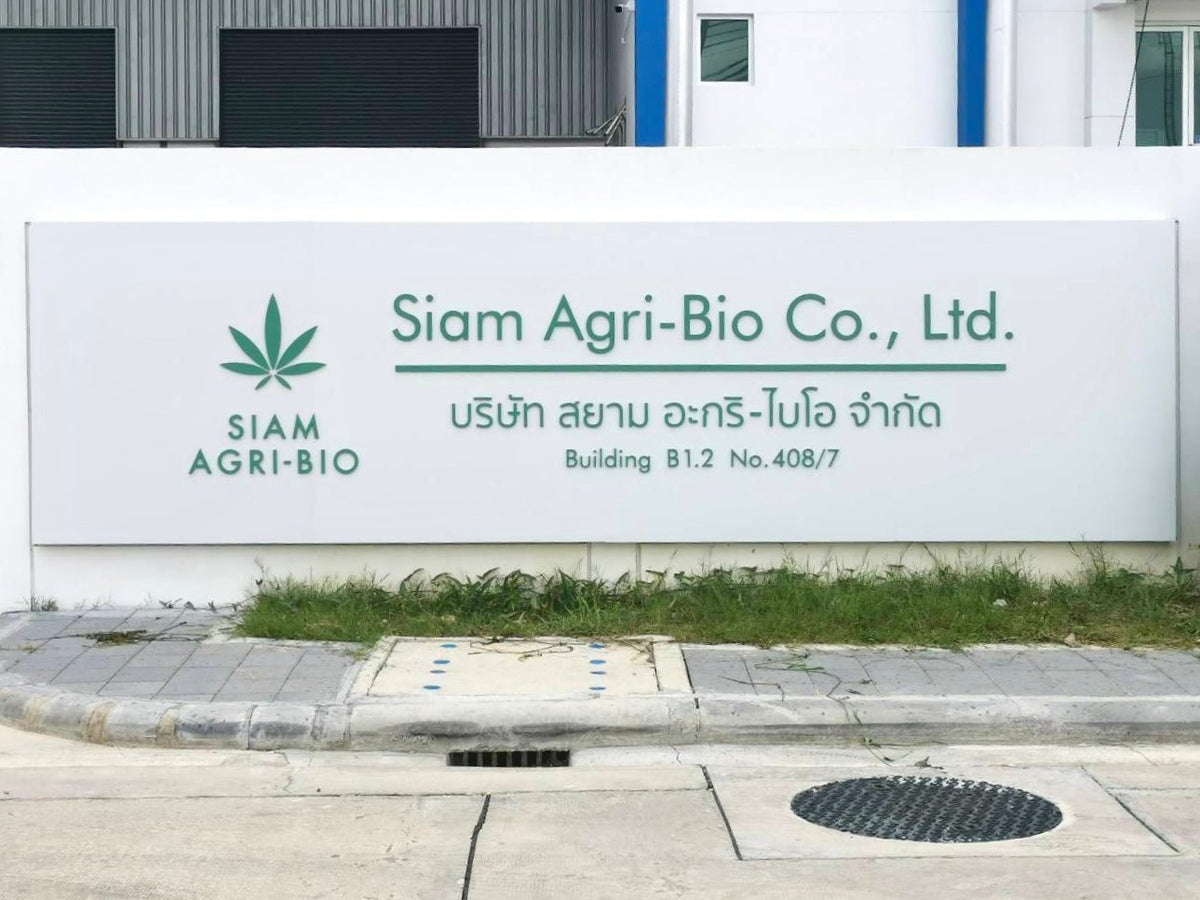 SIAM
AGRI-BIO
Siam Agri-Bio Co., Ltd.
บริษัท สยาม อะกริ-ไบโอ จำกัด
Building B1.2 No.408/7